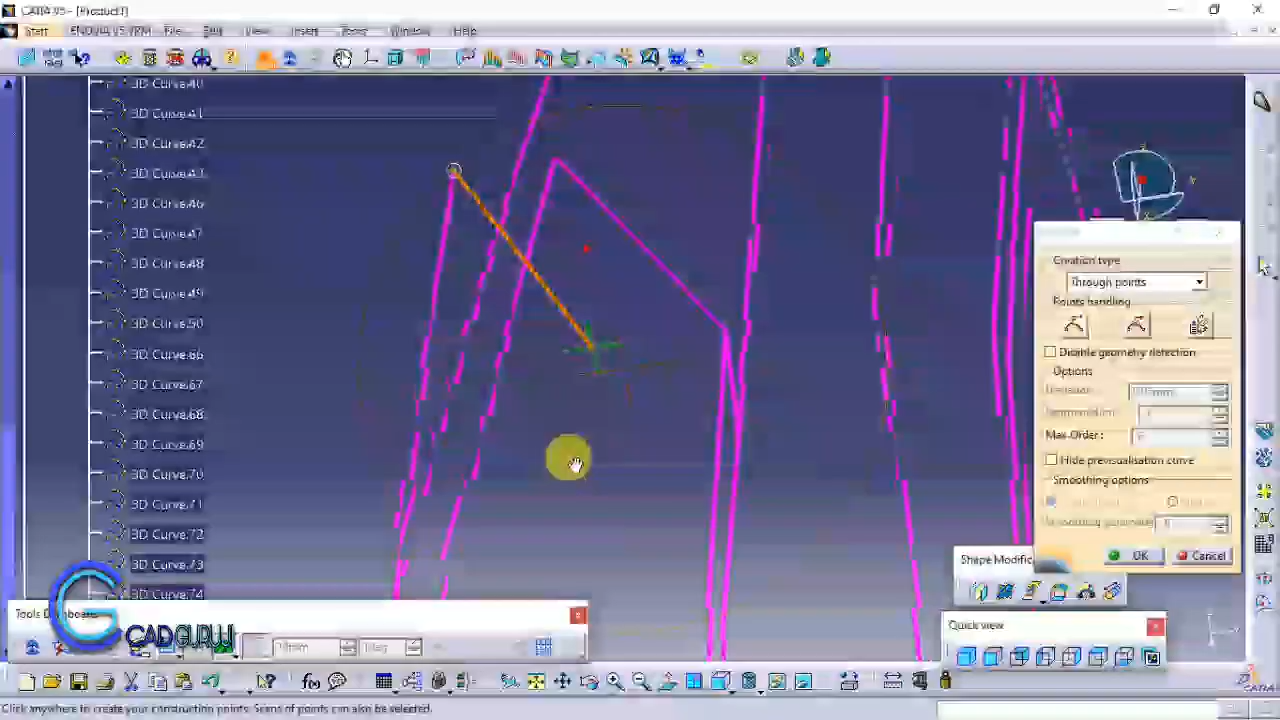 CATIA V5 - [Product1]
Start ENOVIA V5 VPM File Edit View Insert Tools Window Help
3D Curve.40
3D Curve.41
3D Curve.42
3D Curve.43
3D Curve.46
3D Curve.47
3D Curve.48
3D Curve.49
3D Curve.50
3D Curve.66
3D Curve.67
3D Curve.68
3D Curve.69
3D Curve.70
3D Curve.71
3D Curve.72
3D Curve.73
3D Curve.74
Creation type
Through points
Points handling
Disable geometry detection
Options
Max Order :
Hide previsualisation curve
Smoothing options
OK Cancel
Shape Modific
Quick view
Tools Dashboard
CADGURU
Click anywhere to create your construction points. Scans of points can also be selected.